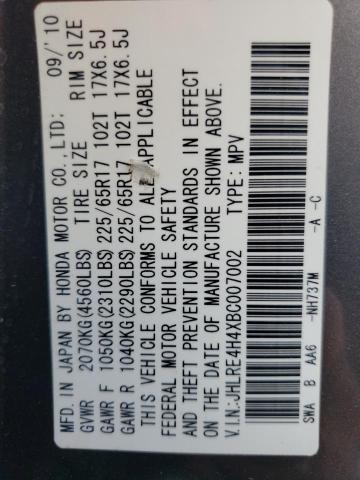 MFD. IN JAPAN BY HONDA MOTOR CO., LTD: 09/'10
GVWR 2070KG(4560LBS) TIRE SIZE RIM SIZE
GAWR F 1050KG(2310LBS) 225/65R17 102T 17X6.5J
GAWR R 1040KG(2290LBS) 225/65R17 102T 17X6.5J
THIS VEHICLE CONFORMS TO ALL APPLICABLE
FEDERAL MOTOR VEHICLE SAFETY
AND THEFT PREVENTION STANDARDS IN EFFECT
ON THE DATE OF MANUFACTURE SHOWN ABOVE.
V.I.N:JHLRE4H4XBC007002 TYPE: MPV
SWA B AA6 -NH737M -A -C